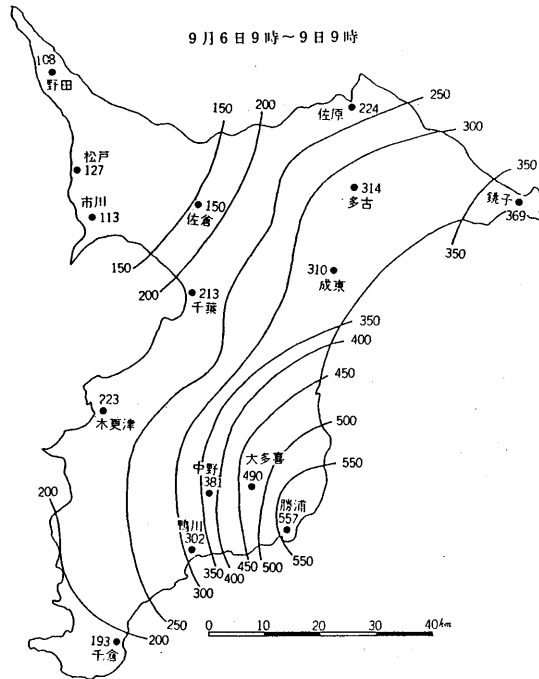 9月6日9時～9日9時
108
野田
松戸
127
市川
113
150
200
250
佐原
224
300
314
多古
350
銚子
369
350
150
佐倉
150
200
213
千葉
310
成東
350
400
450
223
木更津
500
大多喜
490
中野
381
550
勝浦
557
鴨川
302
200
350
400
450
500
550
300
250
200
193
千倉
0
10
20
30
40km